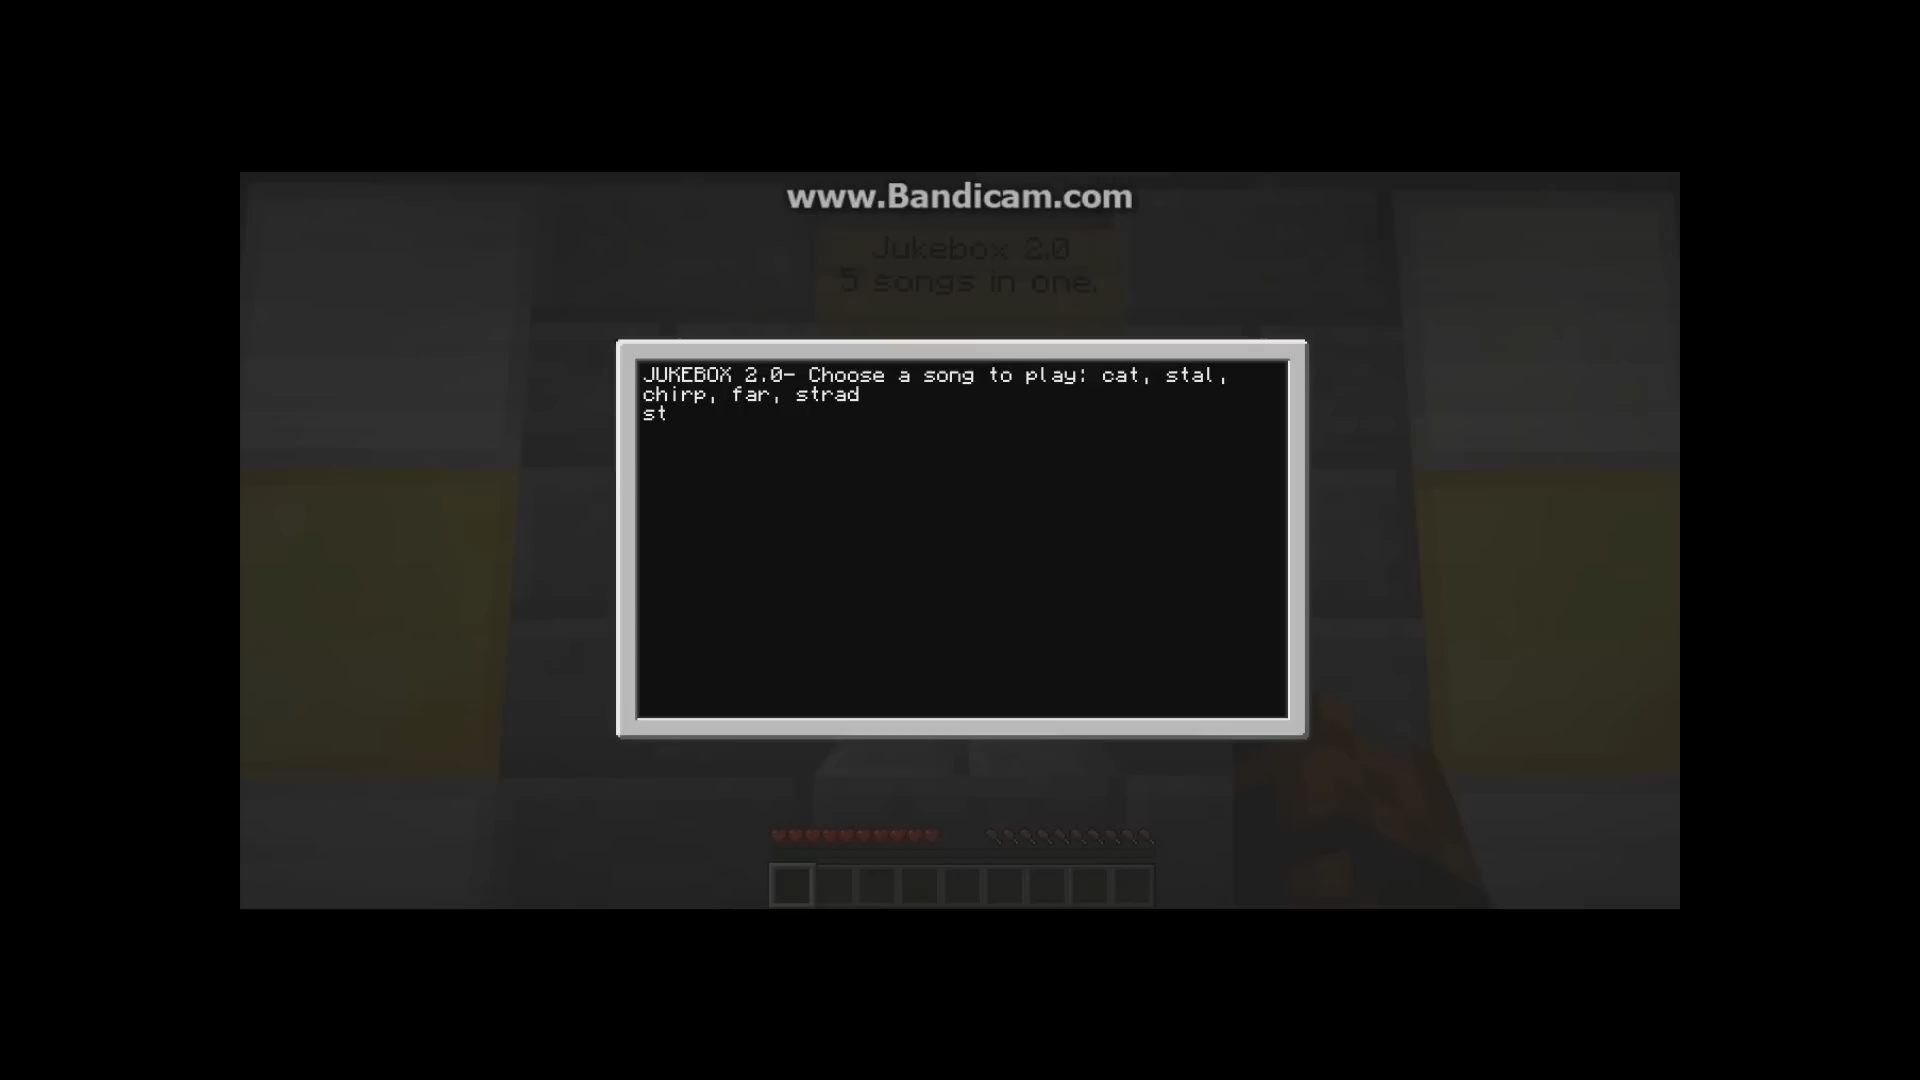 www.Bandicam.com
Jukebox 2.0
5 songs in one.
JUKEBOX 2.0- Choose a song to play: cat, stal,
chirp, far, strad
st